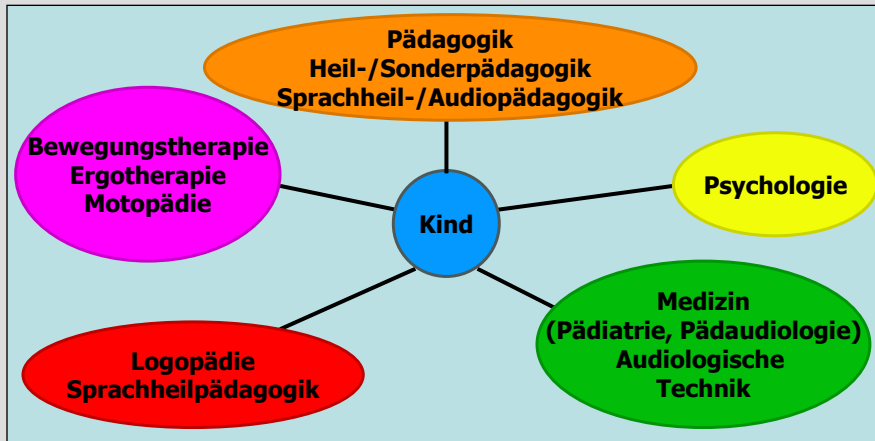 Pädagogik
Heil-/Sonderpädagogik
Sprachheil-/Audiopädagogik
Bewegungstherapie
Ergotherapie
Motopädie
Psychologie
Kind
Medizin
(Pädiatrie, Pädaudiologie)
Audiologische
Technik
Logopädie
Sprachheilpädagogik